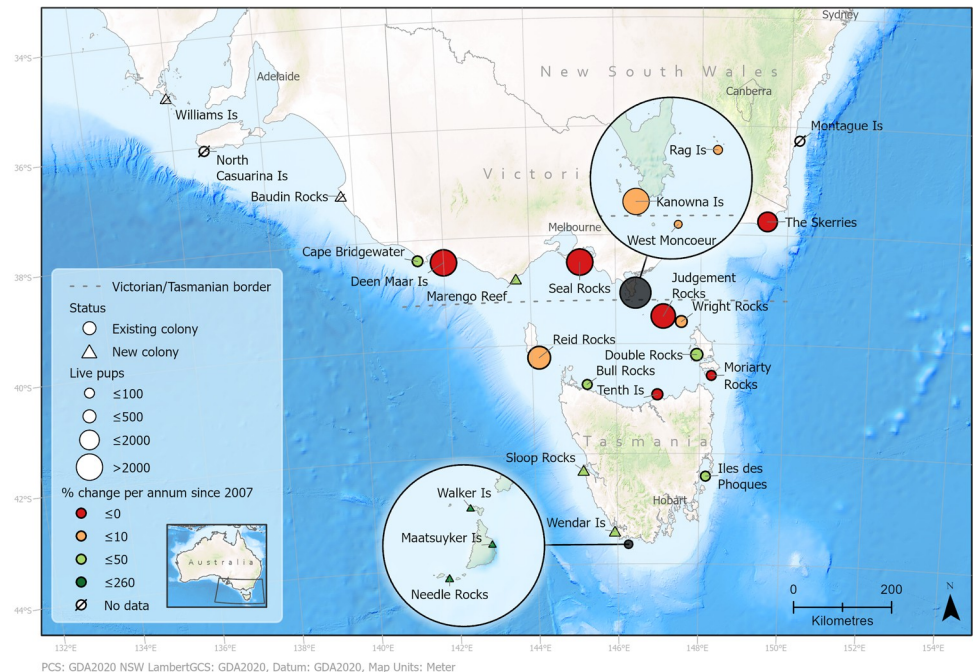 Sydney
34°S
New South Wales
Adelaide
Canberra
Williams Is
Montague Is
North
Casuarina Is
36°S
Rag Is
Victori
Baudin Rocks
Kanowna Is
The Skerries
Melbourne
West Moncoeur
Cape Bridgewater
38°S
Deen Maar Is
Seal Rocks
Judgement
Rocks
Marengo Reef
Wright Rocks
Reid Rocks
Double Rocks
Bull Rocks
Moriarty
Rocks
Tenth Is
40°S
Tasmania
Sloop Rocks
Iles des
Phoques
42°S
Walker Is
Hobart
Wendar Is
Maatsuyker Is
Needle Rocks
44°S
Victorian/Tasmanian border
Status
Existing colony
New colony
Live pups
≤100
≤500
≤2000
>2000
% change per annum since 2007
≤0
≤10
≤50
≤260
No data
Australia
0 200
Kilometres
N
132°E 134°E 136°E 138°E 140°E 142°E 144°E 146°E 148°E 150°E 152°E 154°E
PCS: GDA2020 NSW LambertGCS: GDA2020, Datum: GDA2020, Map Units: Meter